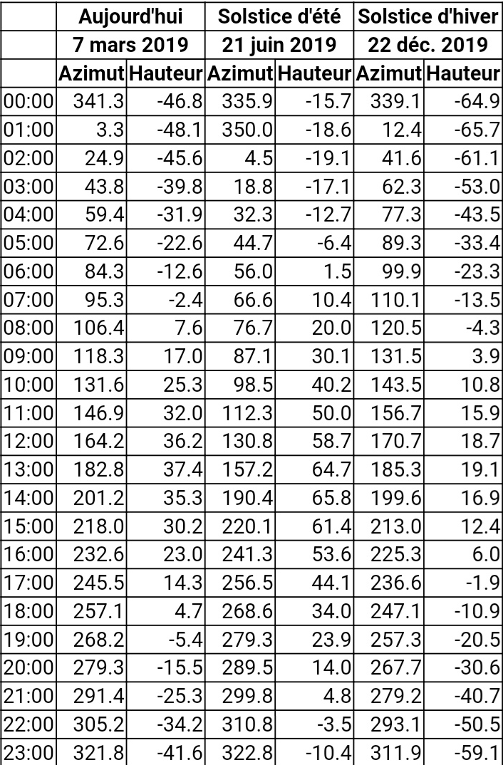 Aujourd'hui Solstice d'été Solstice d'hiver
7 mars 2019 21 juin 2019 22 déc. 2019
Azimut Hauteur Azimut Hauteur Azimut Hauteur
00:00 341.3 -46.8 335.9 -15.7 339.1 -64.9
01:00 3.3 -48.1 350.0 -18.6 12.4 -65.7
02:00 24.9 -45.6 4.5 -19.1 41.6 -61.1
03:00 43.8 -39.8 18.8 -17.1 62.3 -53.0
04:00 59.4 -31.9 32.3 -12.7 77.3 -43.5
05:00 72.6 -22.6 44.7 -6.4 89.3 -33.4
06:00 84.3 -12.6 56.0 1.5 99.9 -23.3
07:00 95.3 -2.4 66.6 10.4 110.1 -13.5
08:00 106.4 7.6 76.7 20.0 120.5 -4.3
09:00 118.3 17.0 87.1 30.1 131.5 3.9
10:00 131.6 25.3 98.5 40.2 143.5 10.8
11:00 146.9 32.0 112.3 50.0 156.7 15.9
12:00 164.2 36.2 130.8 58.7 170.7 18.7
13:00 182.8 37.4 157.2 64.7 185.3 19.1
14:00 201.2 35.3 190.4 65.8 199.6 16.9
15:00 218.0 30.2 220.1 61.4 213.0 12.4
16:00 232.6 23.0 241.3 53.6 225.3 6.0
17:00 245.5 14.3 256.5 44.1 236.6 -1.9
18:00 257.1 4.7 268.6 34.0 247.1 -10.9
19:00 268.2 -5.4 279.3 23.9 257.3 -20.5
20:00 279.3 -15.5 289.5 14.0 267.7 -30.6
21:00 291.4 -25.3 299.8 4.8 279.2 -40.7
22:00 305.2 -34.2 310.8 -3.5 293.1 -50.5
23:00 321.8 -41.6 322.8 -10.4 311.9 -59.1